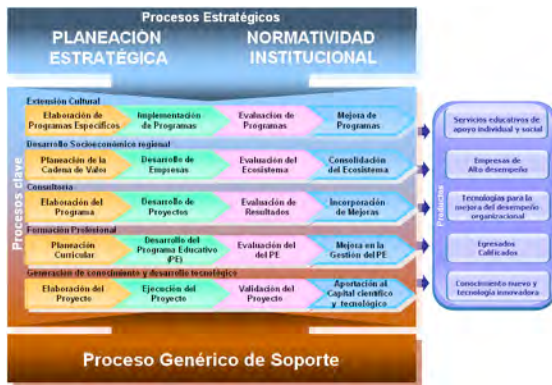 Procesos Estratégicos
PLANEACIÓN
ESTRATÉGICA
NORMATIVIDAD
INSTITUCIONAL
Procesos clave
Extensión Cultural
Elaboración de
Programas Específicos
Implementación
de Programas
Evaluación de
Programas
Mejora de
Programas
Desarrollo Socioeconómico regional
Planeación de la
Cadena de Valor
Desarrollo de
Empresas
Evaluación del
Ecosistema
Consolidación
del Ecosistema
Consultoría
Elaboración del
Programa
Desarrollo de
Proyectos
Evaluación de
Resultados
Incorporación
de Mejoras
Formación Profesional
Planeación
Curricular
Desarrollo del
Programa Educativo
(PE)
Evaluación del
del PE
Mejora en la
Gestión del PE
Generación de conocimiento y desarrollo tecnológico
Elaboración del
Proyecto
Ejecución del
Proyecto
Validación del
Proyecto
Aportación al
Capital científico
y tecnológico
Productos
Servicios educativos de
apoyo individual y social
Empresas de
Alto desempeño
Tecnologías para la
mejora del desempeño
organizacional
Egresados
Calificados
Conocimiento nuevo y
tecnología innovadora
Proceso Genérico de Soporte